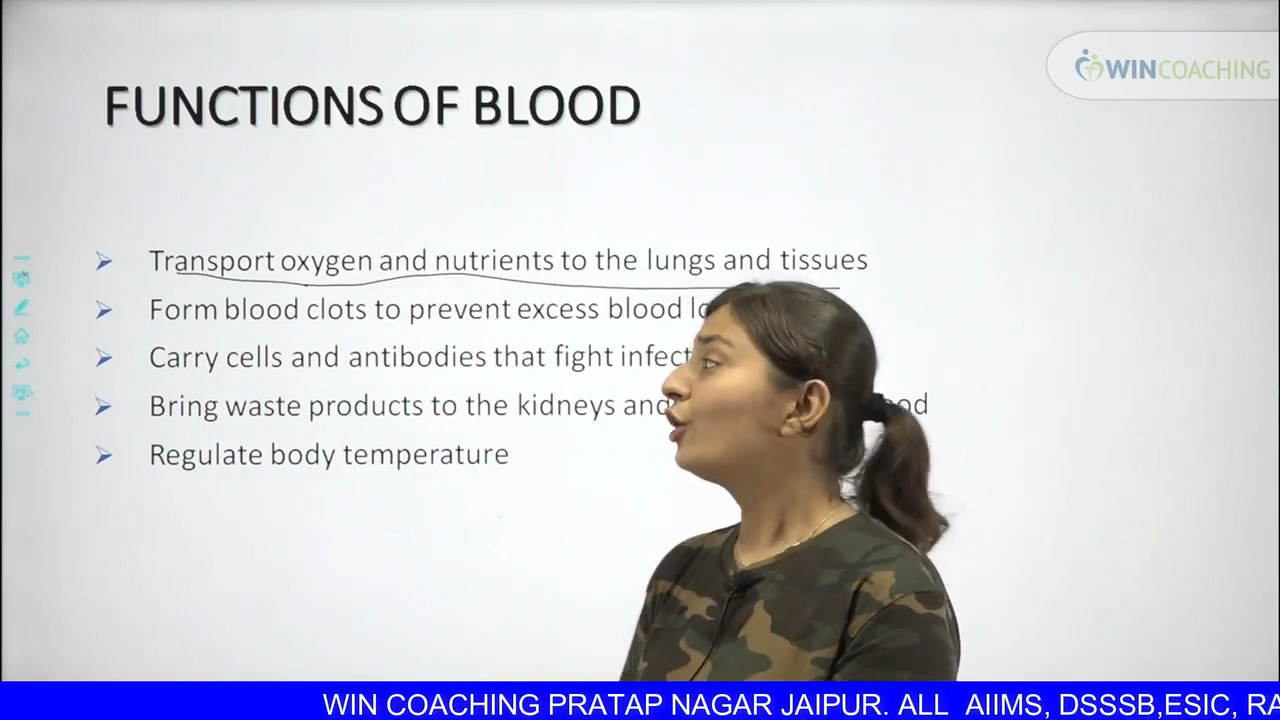 WINCOACHING
FUNCTIONS OF BLOOD
Transport oxygen and nutrients to the lungs and tissues
Form blood clots to prevent excess blood
Carry cells and antibodies that fight
Bring waste products to the kidneys and
Regulate body temperature
WIN COACHING PRATAP NAGAR JAIPUR. ALL AIIMS, DSSSB,ESIC,